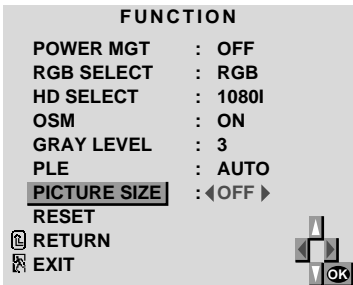 FUNCTION
POWER MGT : OFF
RGB SELECT : RGB
HD SELECT : 1080I
OSM : ON
GRAY LEVEL : 3
PLE : AUTO
PICTURE SIZE : OFF
RESET
RETURN
EXIT
OK